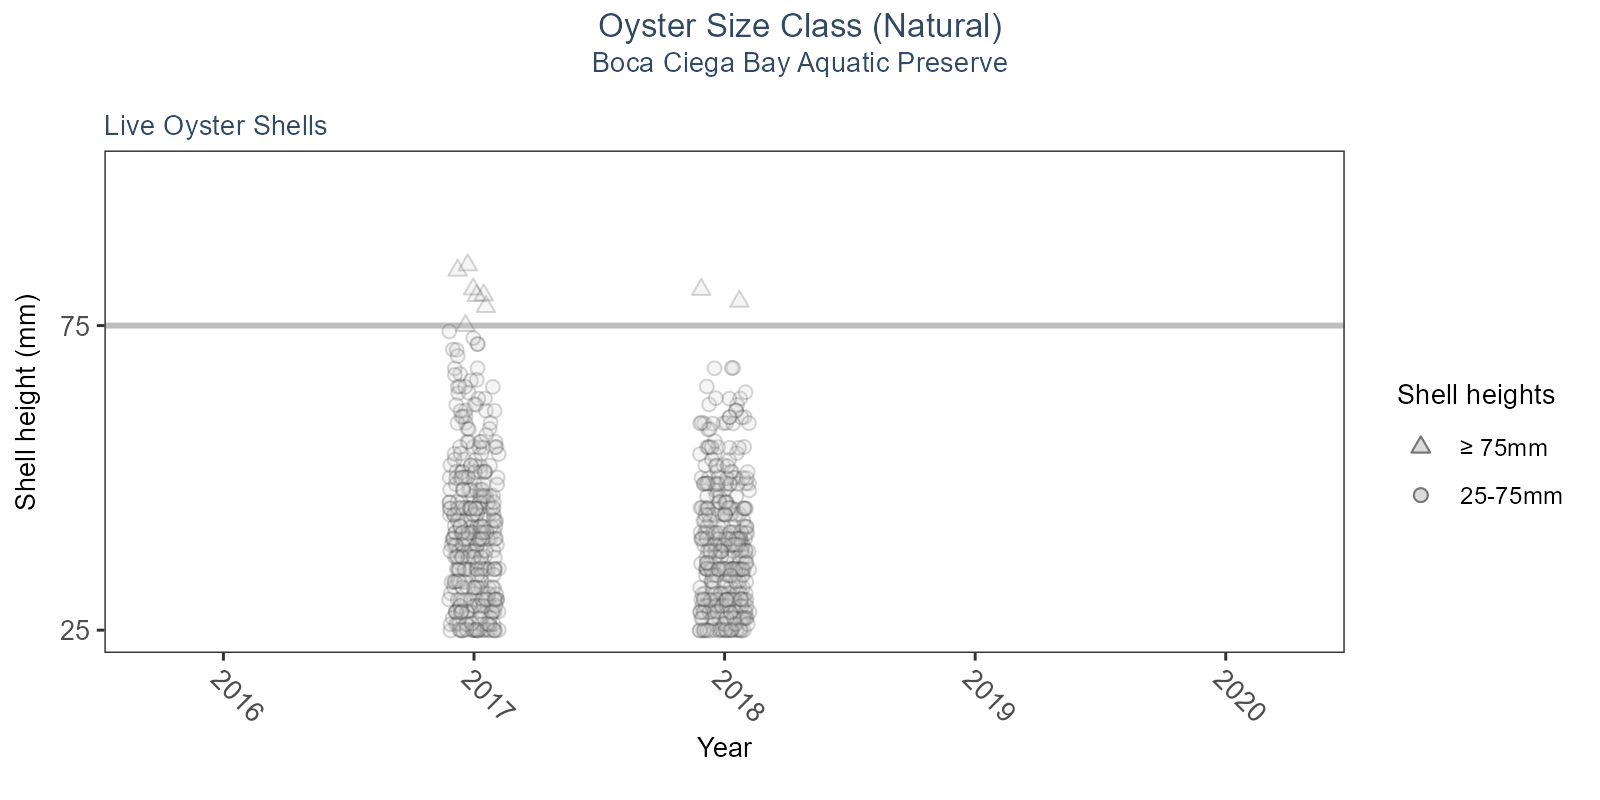 Oyster Size Class (Natural)
Boca Ciega Bay Aquatic Preserve
Live Oyster Shells
Shell height (mm)
75
25
2016
2017
2018
2019
2020
Year
Shell heights
≥ 75mm
25-75mm